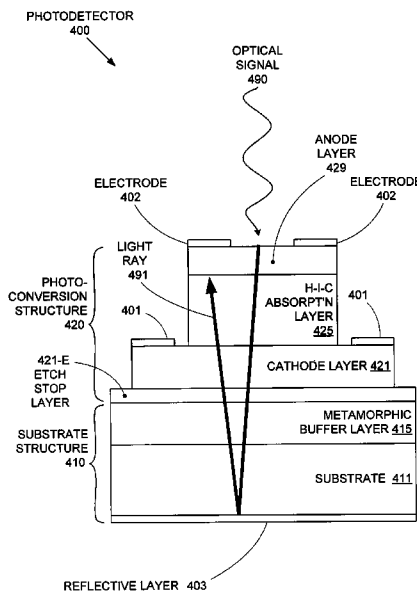 PHOTODETECTOR
400
OPTICAL
SIGNAL
490
ANODE
LAYER
429
ELECTRODE
402
ELECTRODE
402
LIGHT
RAY
491
H-I-C
ABSORPT'N
LAYER
425
PHOTO-
CONVERSION
STRUCTURE
420
401
401
421-E
ETCH
STOP
LAYER
CATHODE LAYER 421
METAMORPHIC
BUFFER LAYER 415
SUBSTRATE
STRUCTURE
410
SUBSTRATE 411
REFLECTIVE LAYER 403